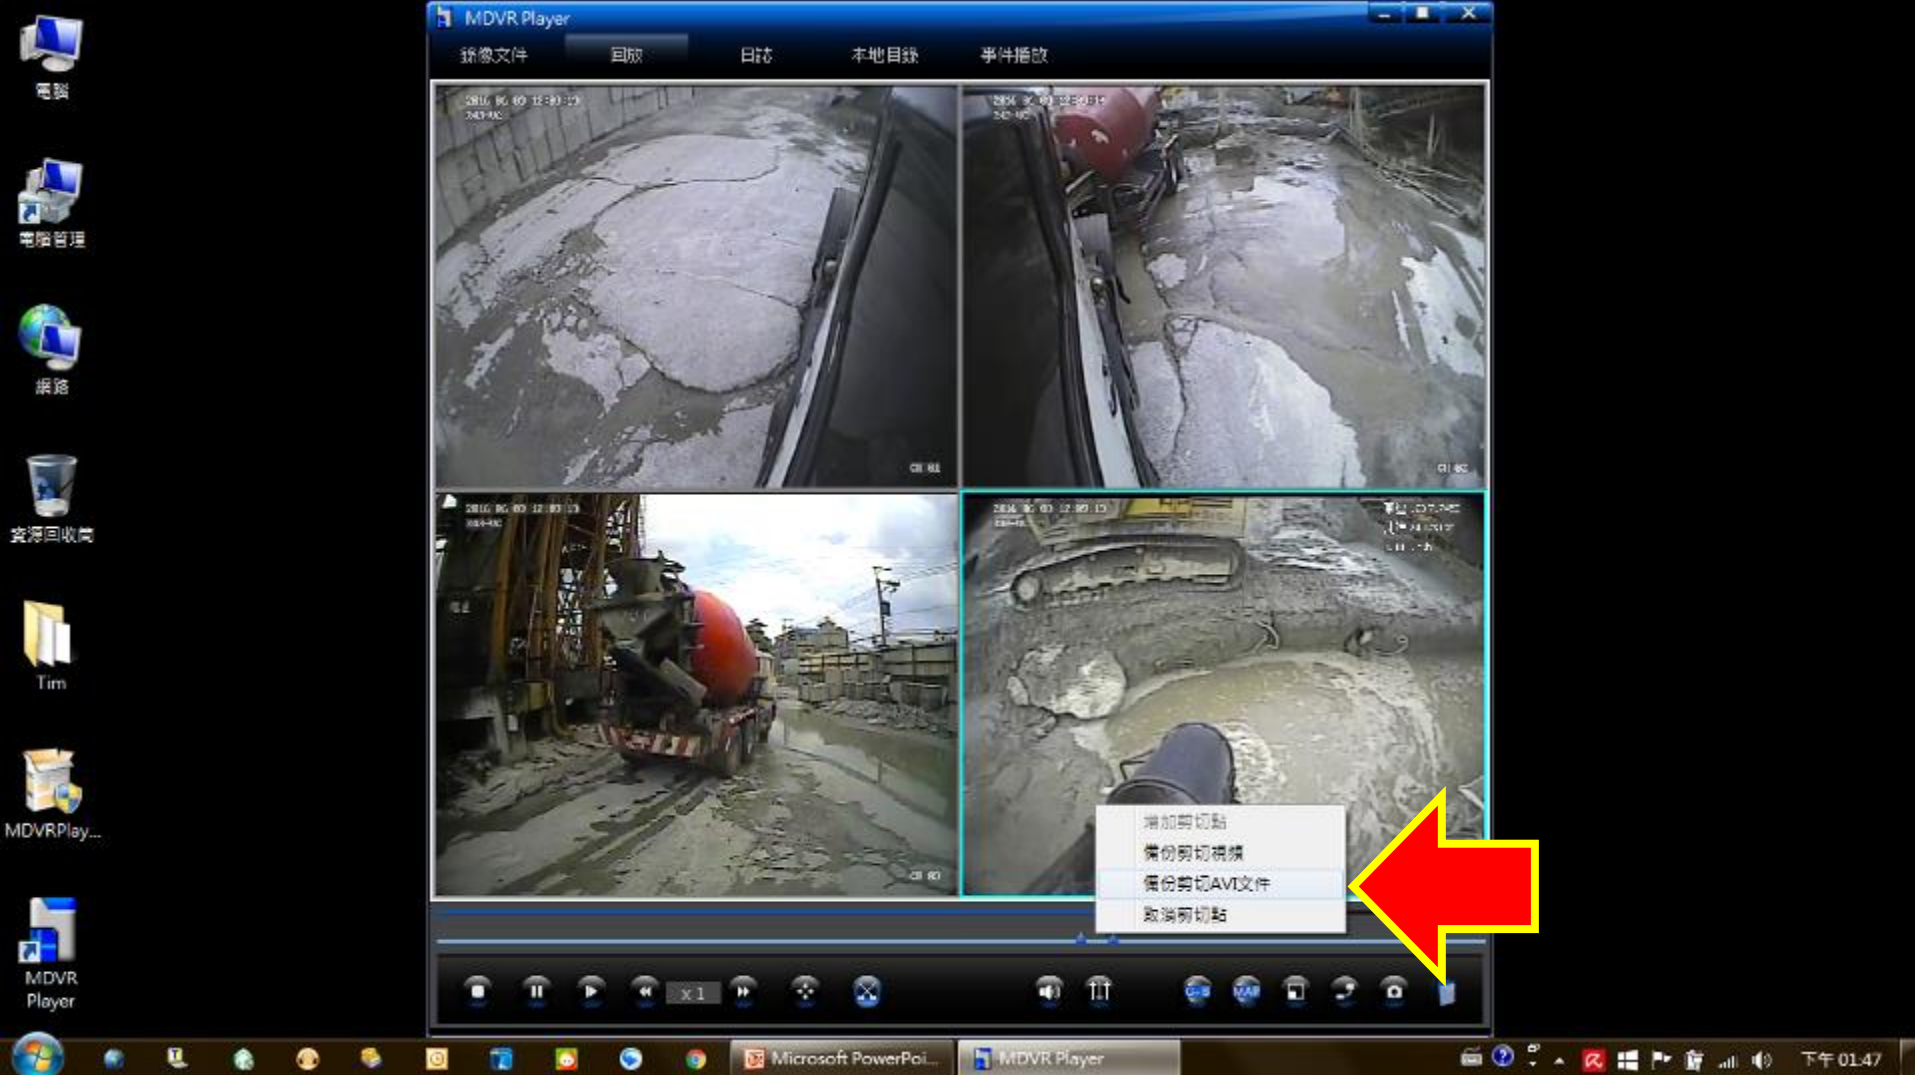 MDVR Player
錄像文件
回放
日誌
本地目錄
事件播放
電腦
電腦管理
網路
資源回收筒
Tim
MDVRPlay...
MDVR
Player
增加剪切點
備份剪切視頻
備份剪切AVI文件
取消剪切點
x 1
G-S
MAP
Microsoft PowerPoi...
MDVR Player
下午 01:47